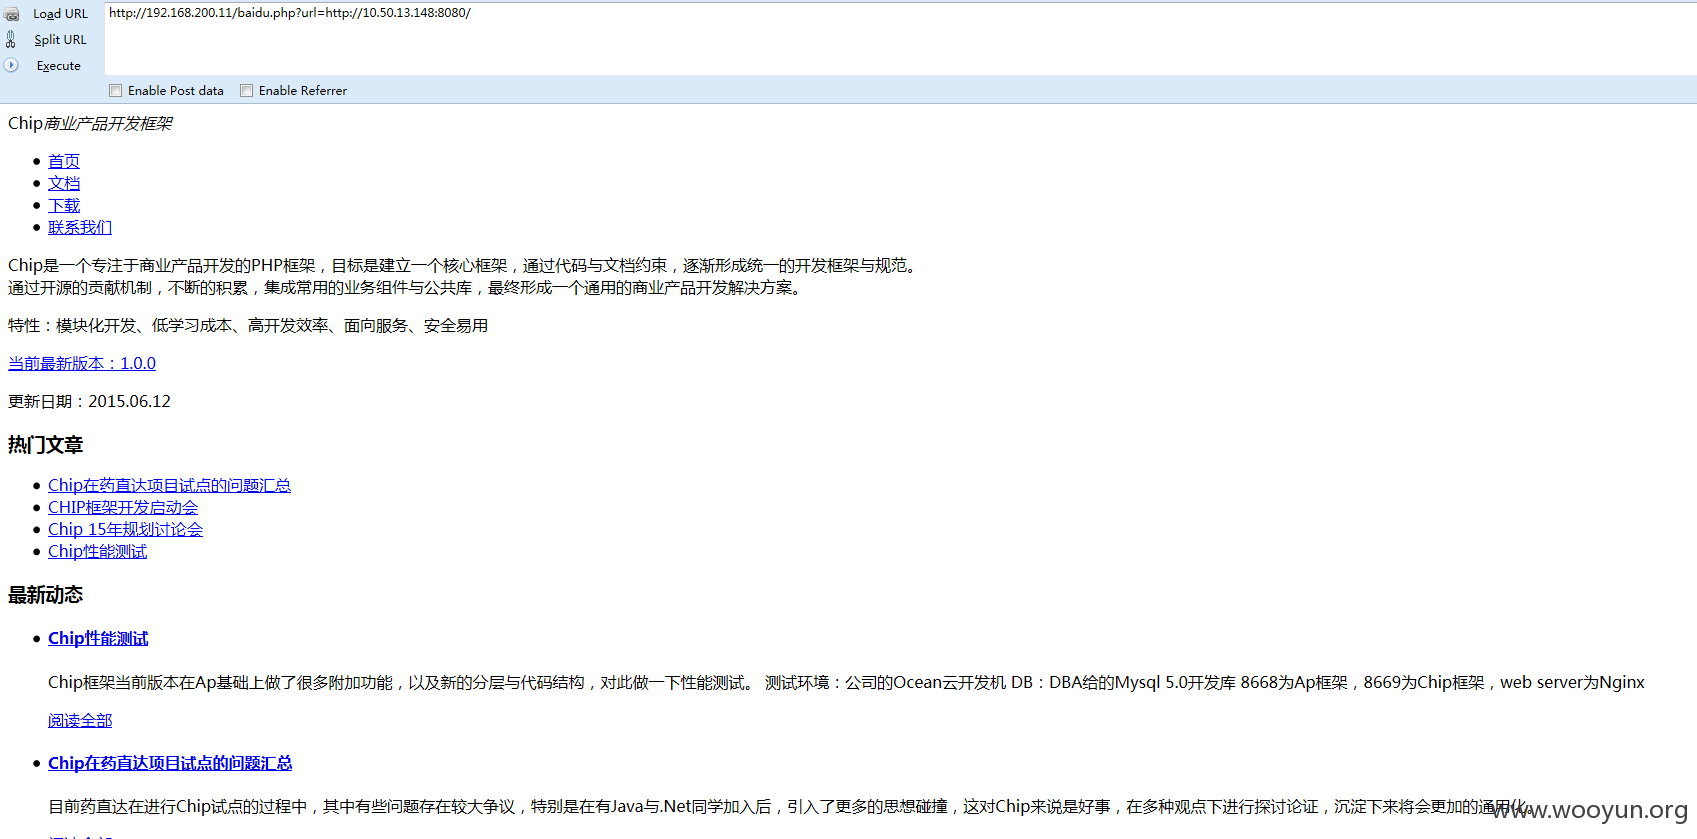 Load URL
http://192.168.200.11/baidu.php?url=http://10.50.13.148:8080/
Split URL
Execute
Enable Post data Enable Referrer
Chip商业产品开发框架
首页
文档
下载
联系我们
Chip是一个专注于商业产品开发的PHP框架，目标是建立一个核心框架，通过代码与文档约束，逐渐形成统一的开发框架与规范。
通过开源的贡献机制，不断的积累，集成常用的业务组件与公共库，最终形成一个通用的商业产品开发解决方案。
特性：模块化开发、低学习成本、高开发效率、面向服务、安全易用
当前最新版本：1.0.0
更新日期：2015.06.12
热门文章
Chip在药直达项目试点的问题汇总
CHIP框架开发启动会
Chip 15年规划讨论会
Chip性能测试
最新动态
Chip性能测试
Chip框架当前版本在Ap基础上做了很多附加功能，以及新的分层与代码结构，对此做一下性能测试。 测试环境：公司的Ocean云开发机 DB：DBA给的Mysql 5.0开发库 8668为Ap框架，8669为Chip框架，web server为Nginx
阅读全部
Chip在药直达项目试点的问题汇总
目前药直达在进行Chip试点的过程中，其中有些问题存在较大争议，特别是在有Java与.Net同学加入后，引入了更多的思想碰撞，这对Chip来说是好事，在多种观点下进行探讨论证，沉淀下来将会更加的通用化。
www.wooyun.org